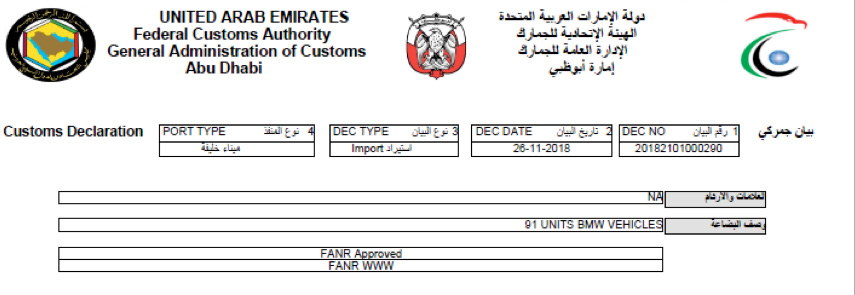 UNITED ARAB EMIRATES
Federal Customs Authority
General Administration of Customs
Abu Dhabi
دولة الإمارات العربية المتحدة
الهيئة الإتحادية للجمارك
الإدارة العامة للجمارك
إمارة أبوظبي
Customs Declaration
PORT TYPE نوع المنفذ 4
ميناء خليفة
DEC TYPE نوع البيان 3
استيراد Import
DEC DATE تاريخ البيان 2
26-11-2018
DEC NO رقم البيان 1
20182101000290
بيان جمركي
NA العلامات والأرقام
91 UNITS BMW VEHICLES وصف البضاعة
FANR Approved
FANR WWW